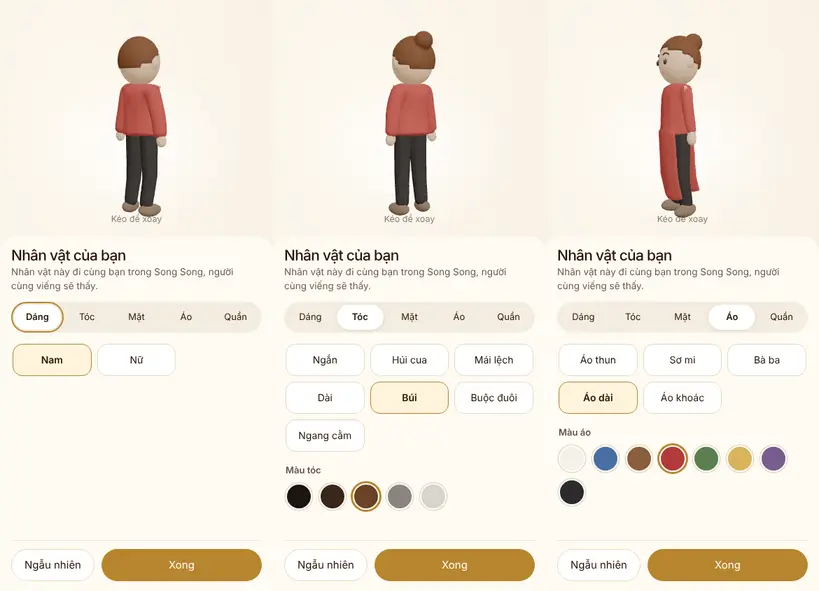 Kéo để xoay
Nhân vật của bạn
Nhân vật này đi cùng bạn trong Song Song, người
cùng viếng sẽ thấy.
Dáng Tóc Mặt Áo Quần
Nam Nữ
Ngẫu nhiên Xong
Kéo để xoay
Nhân vật của bạn
Nhân vật này đi cùng bạn trong Song Song, người
cùng viếng sẽ thấy.
Dáng Tóc Mặt Áo Quần
Ngắn Húi cua Mái lệch
Dài Búi Buộc đuôi
Ngang cằm
Màu tóc
Ngẫu nhiên Xong
Kéo để xoay
Nhân vật của bạn
Nhân vật này đi cùng bạn trong Song Song, người
cùng viếng sẽ thấy.
Dáng Tóc Mặt Áo Quần
Áo thun Sơ mi Bà ba
Áo dài Áo khoác
Màu áo
Ngẫu nhiên Xong